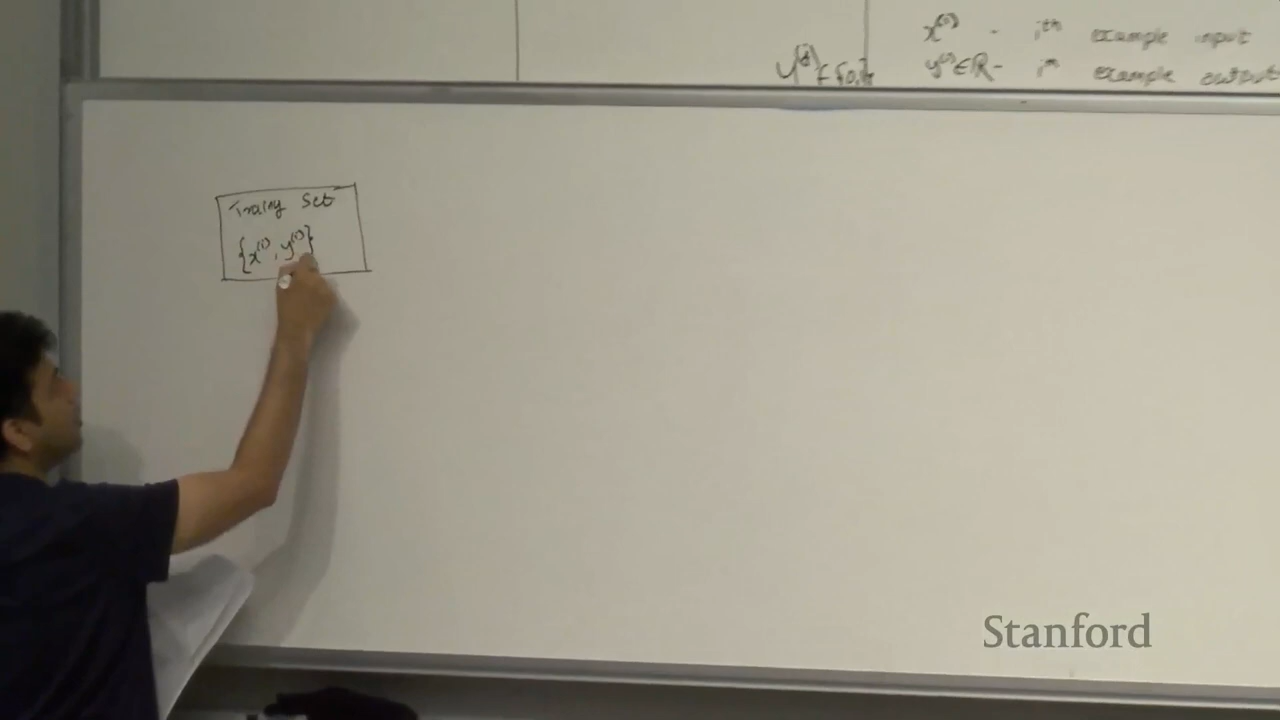 x⁽ⁱ⁾ - iᵗʰ example input
y⁽ⁱ⁾∈ℝ - iᵗʰ example output
Training Set
{x⁽ⁱ⁾, y⁽ⁱ⁾}
Stanford